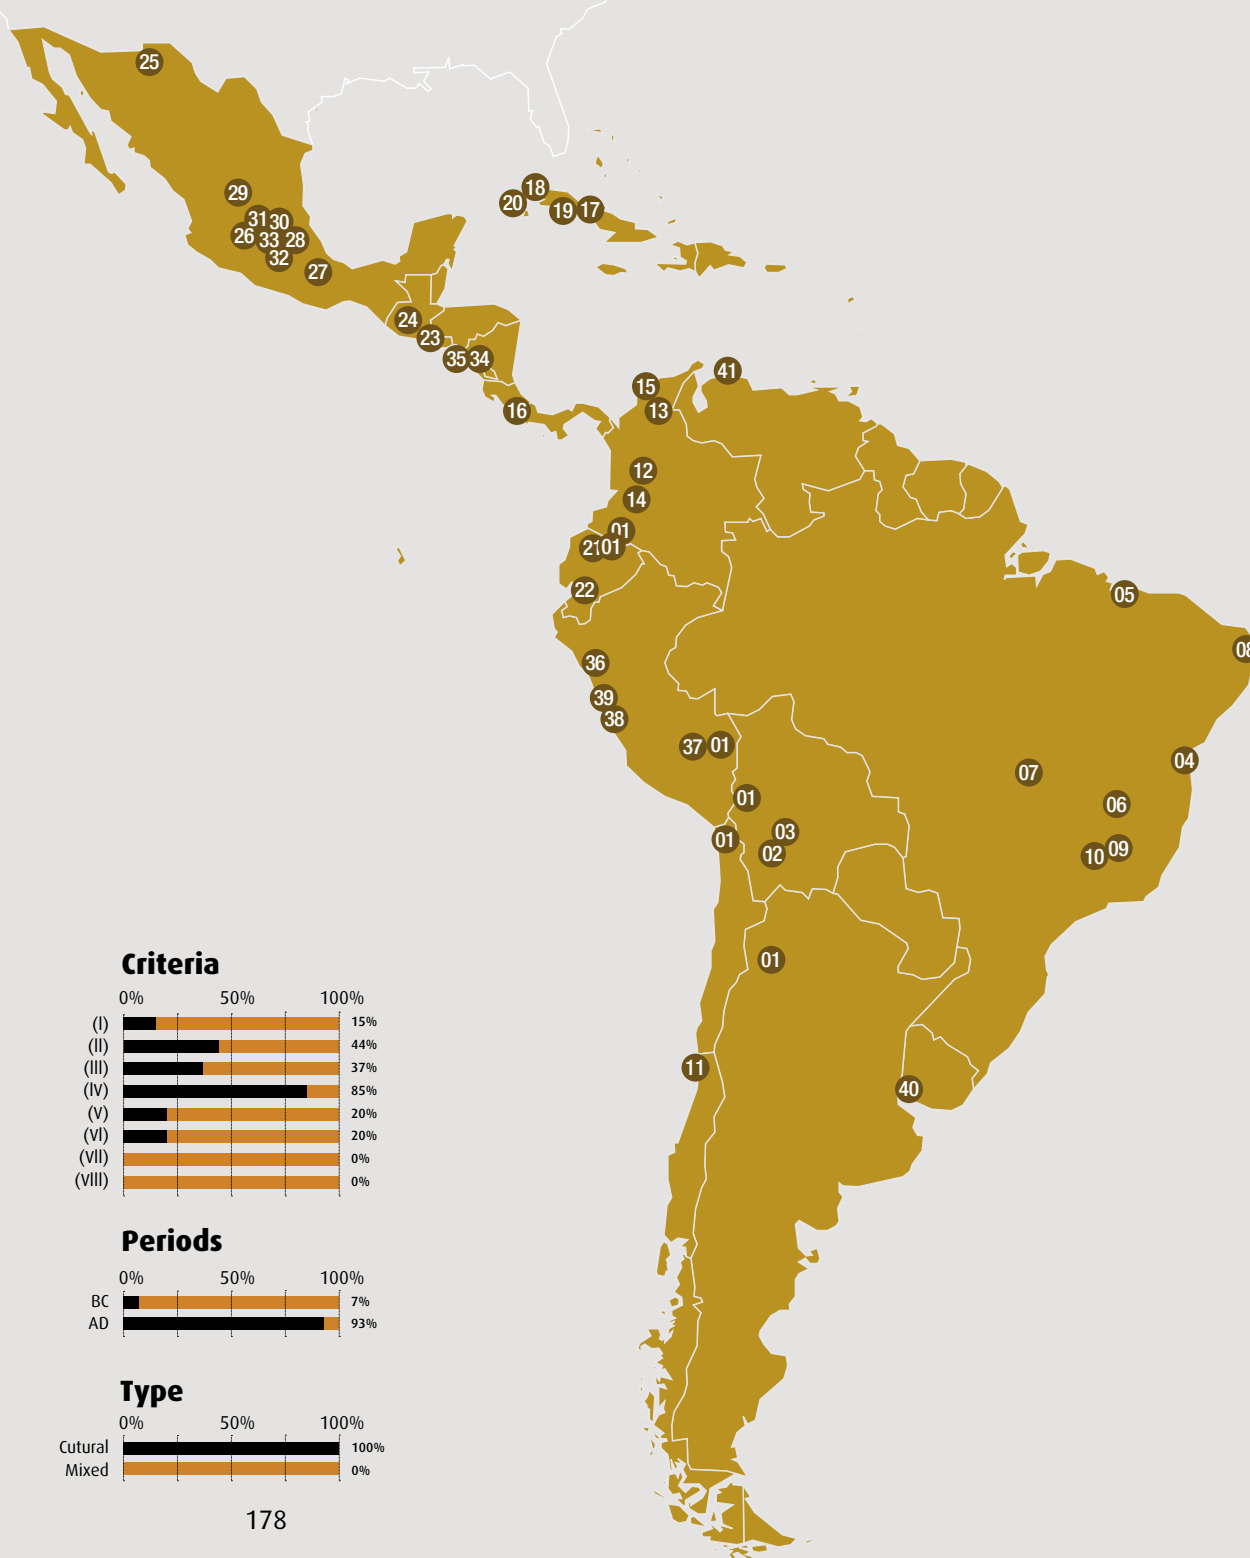 25
18
29
20
19 17
31 30
26 33 28
32
27
24
23
35 34
41
15
16
13
12
14
01
21 01
22
05
08
36
39
38
37 01
04
07
01
06
03
01
02
09
10
01
11
40
Criteria
0% 50% 100%
(I) 15%
(II) 44%
(III) 37%
(IV) 85%
(V) 20%
(VI) 20%
(VII) 0%
(VIII) 0%
Periods
0% 50% 100%
BC 7%
AD 93%
Type
0% 50% 100%
Cutural 100%
Mixed 0%
178